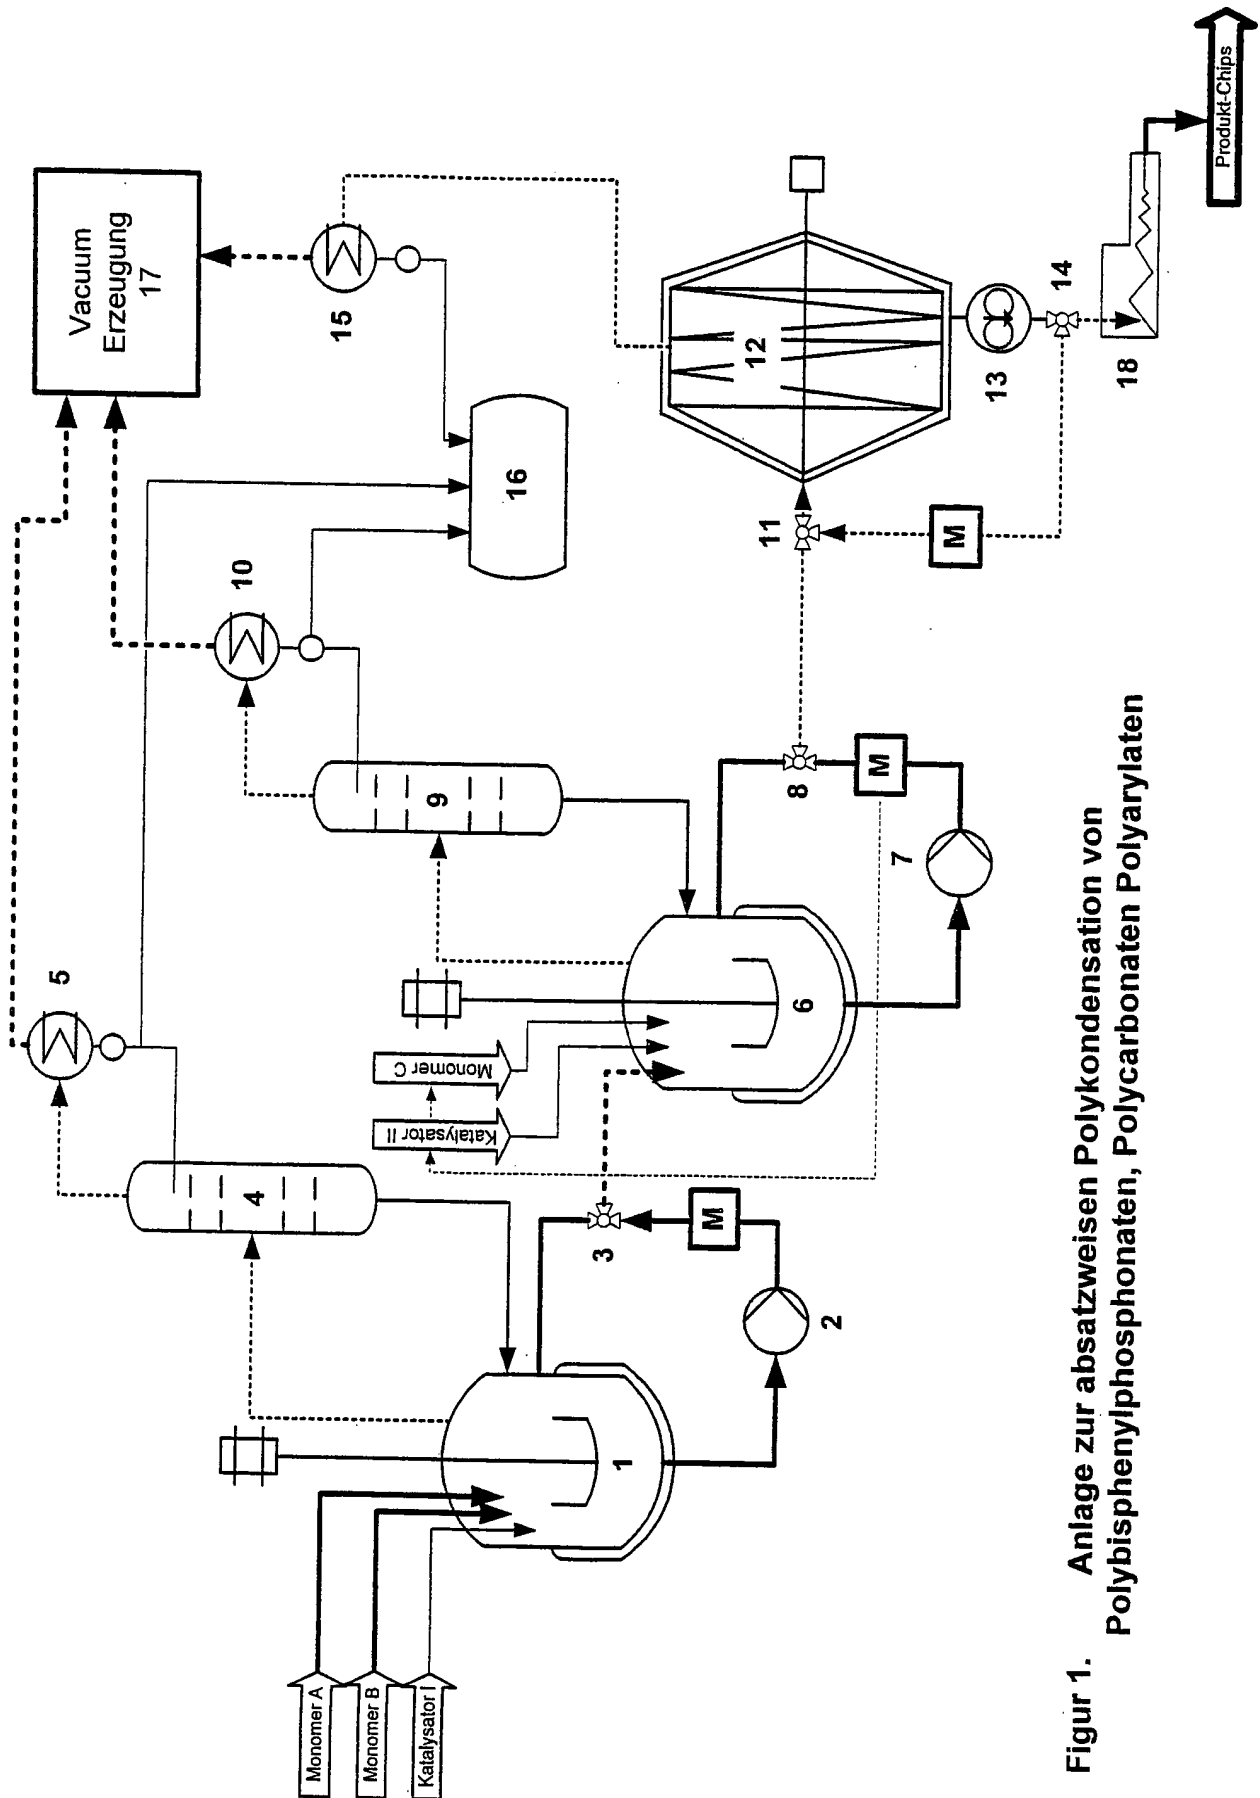 5
Vacuum
Erzeugung
17
10
4
Monomer A
15
Monomer B
Katalysator I
9
Katalysator II
Monomer C
16
3
1
M
12
11
8
6
2
M
7
M
13
14
18
Produkt-Chips
Figur 1. Anlage zur absatzweisen Polykondensation von
Polybisphenylphosphonaten, Polycarbonaten Polyarylaten